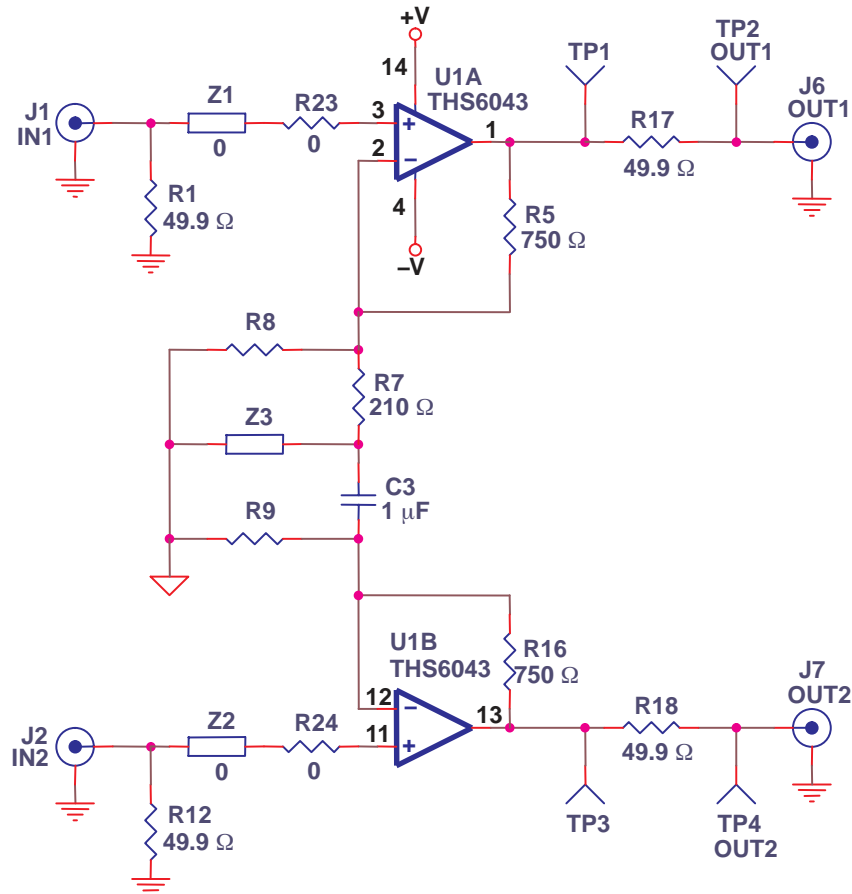 +V
14
U1A
THS6043
TP1
TP2
OUT1
J6
OUT1
J1
IN1
Z1
0
R23
0
3
+
2
−
1
4
–V
R17
49.9 Ω
R1
49.9 Ω
R5
750 Ω
R8
R7
210 Ω
Z3
C3
1 μF
R9
U1B
THS6043
R16
750 Ω
12
−
11
+
13
J2
IN2
Z2
0
R24
0
R18
49.9 Ω
J7
OUT2
R12
49.9 Ω
TP3
TP4
OUT2